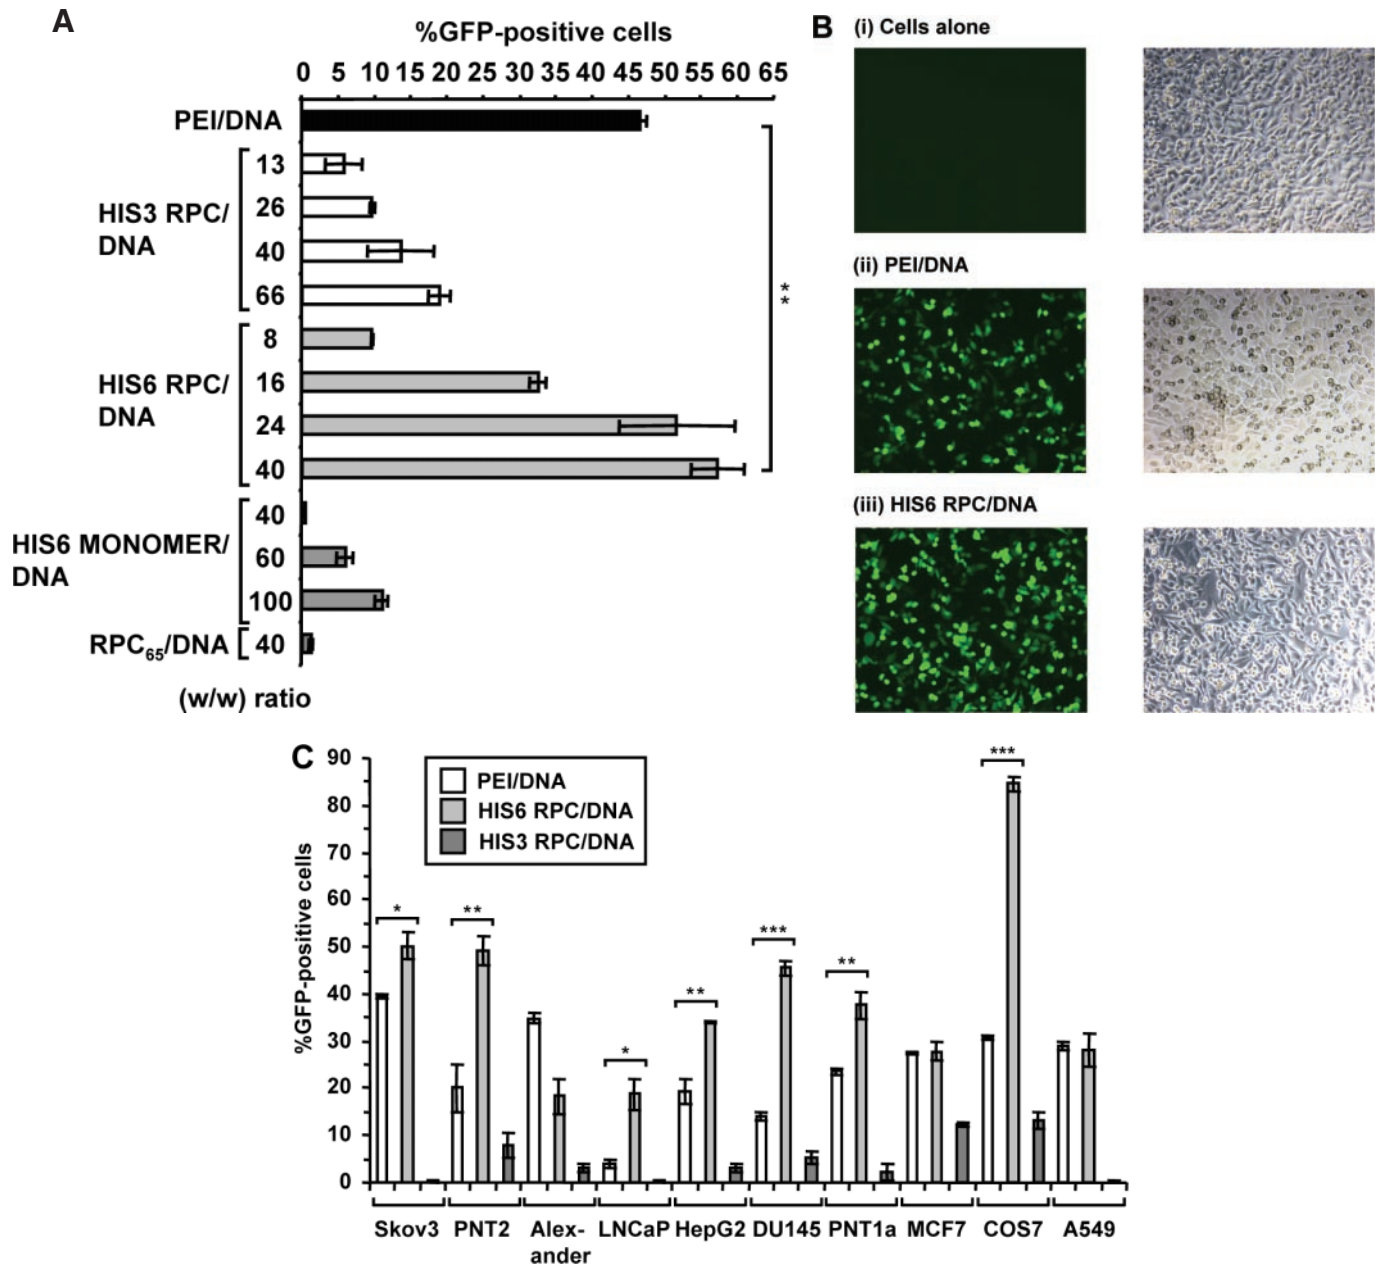 A
%GFP-positive cells
0 5 10 15 20 30 35 40 45 50 55 60 65
PEI/DNA
HIS3 RPC/
DNA
13
26
40
66
HIS6 RPC/
DNA
8
16
24
40
HIS6 MONOMER/
DNA
40
60
100
RPC65/DNA
40
(w/w) ratio
**
B
(i) Cells alone
(ii) PEI/DNA
(iii) HIS6 RPC/DNA
C
%GFP-positive cells
90
80
70
60
50
40
30
20
10
0
PEI/DNA
HIS6 RPC/DNA
HIS3 RPC/DNA
* ** * ** *** ** ***
Skov3 PNT2 Alex- LNCaP HepG2 DU145 PNT1a MCF7 COS7 A549
ander